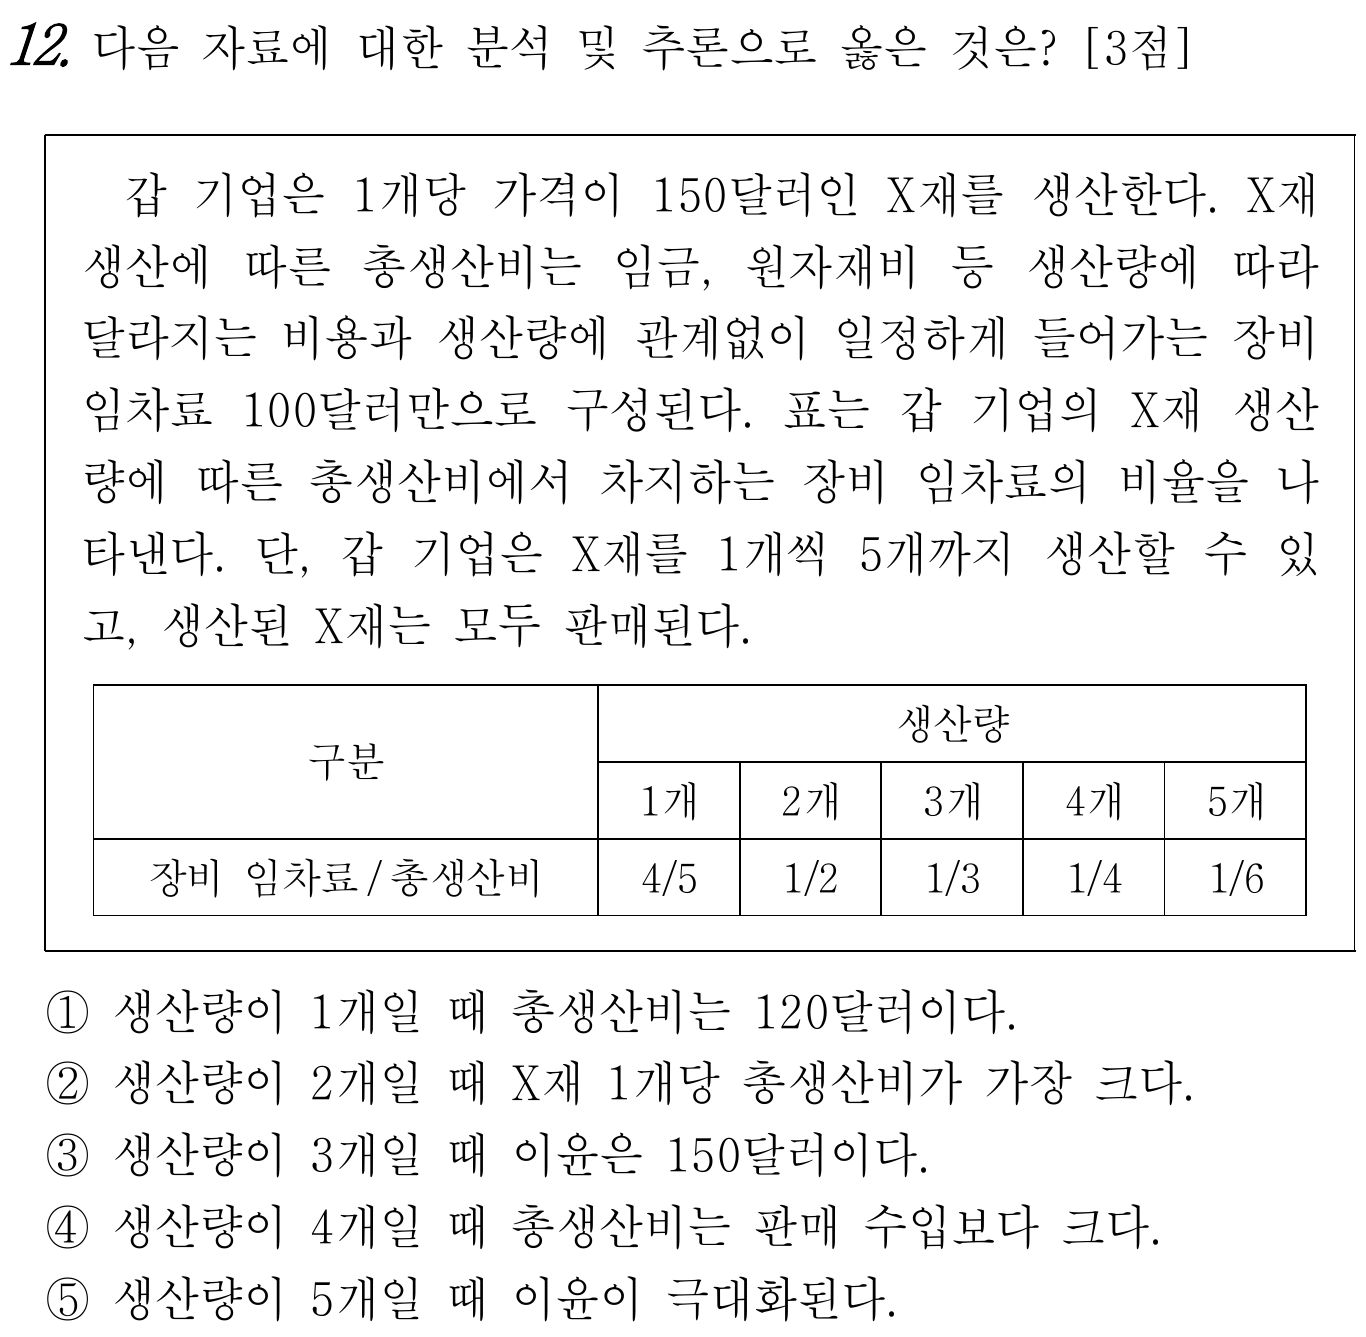 12. 다음 자료에 대한 분석 및 추론으로 옳은 것은? [3점]
갑 기업은 1개당 가격이 150달러인 X재를 생산한다. X재
생산에 따른 총생산비는 임금, 원자재비 등 생산량에 따라
달라지는 비용과 생산량에 관계없이 일정하게 들어가는 장비
임차료 100달러만으로 구성된다. 표는 갑 기업의 X재 생산
량에 따른 총생산비에서 차지하는 장비 임차료의 비율을 나
타낸다. 단, 갑 기업은 X재를 1개씩 5개까지 생산할 수 있
고, 생산된 X재는 모두 판매된다.
구분 생산량
1개 2개 3개 4개 5개
장비 임차료/총생산비 4/5 1/2 1/3 1/4 1/6
① 생산량이 1개일 때 총생산비는 120달러이다.
② 생산량이 2개일 때 X재 1개당 총생산비가 가장 크다.
③ 생산량이 3개일 때 이윤은 150달러이다.
④ 생산량이 4개일 때 총생산비는 판매 수입보다 크다.
⑤ 생산량이 5개일 때 이윤이 극대화된다.